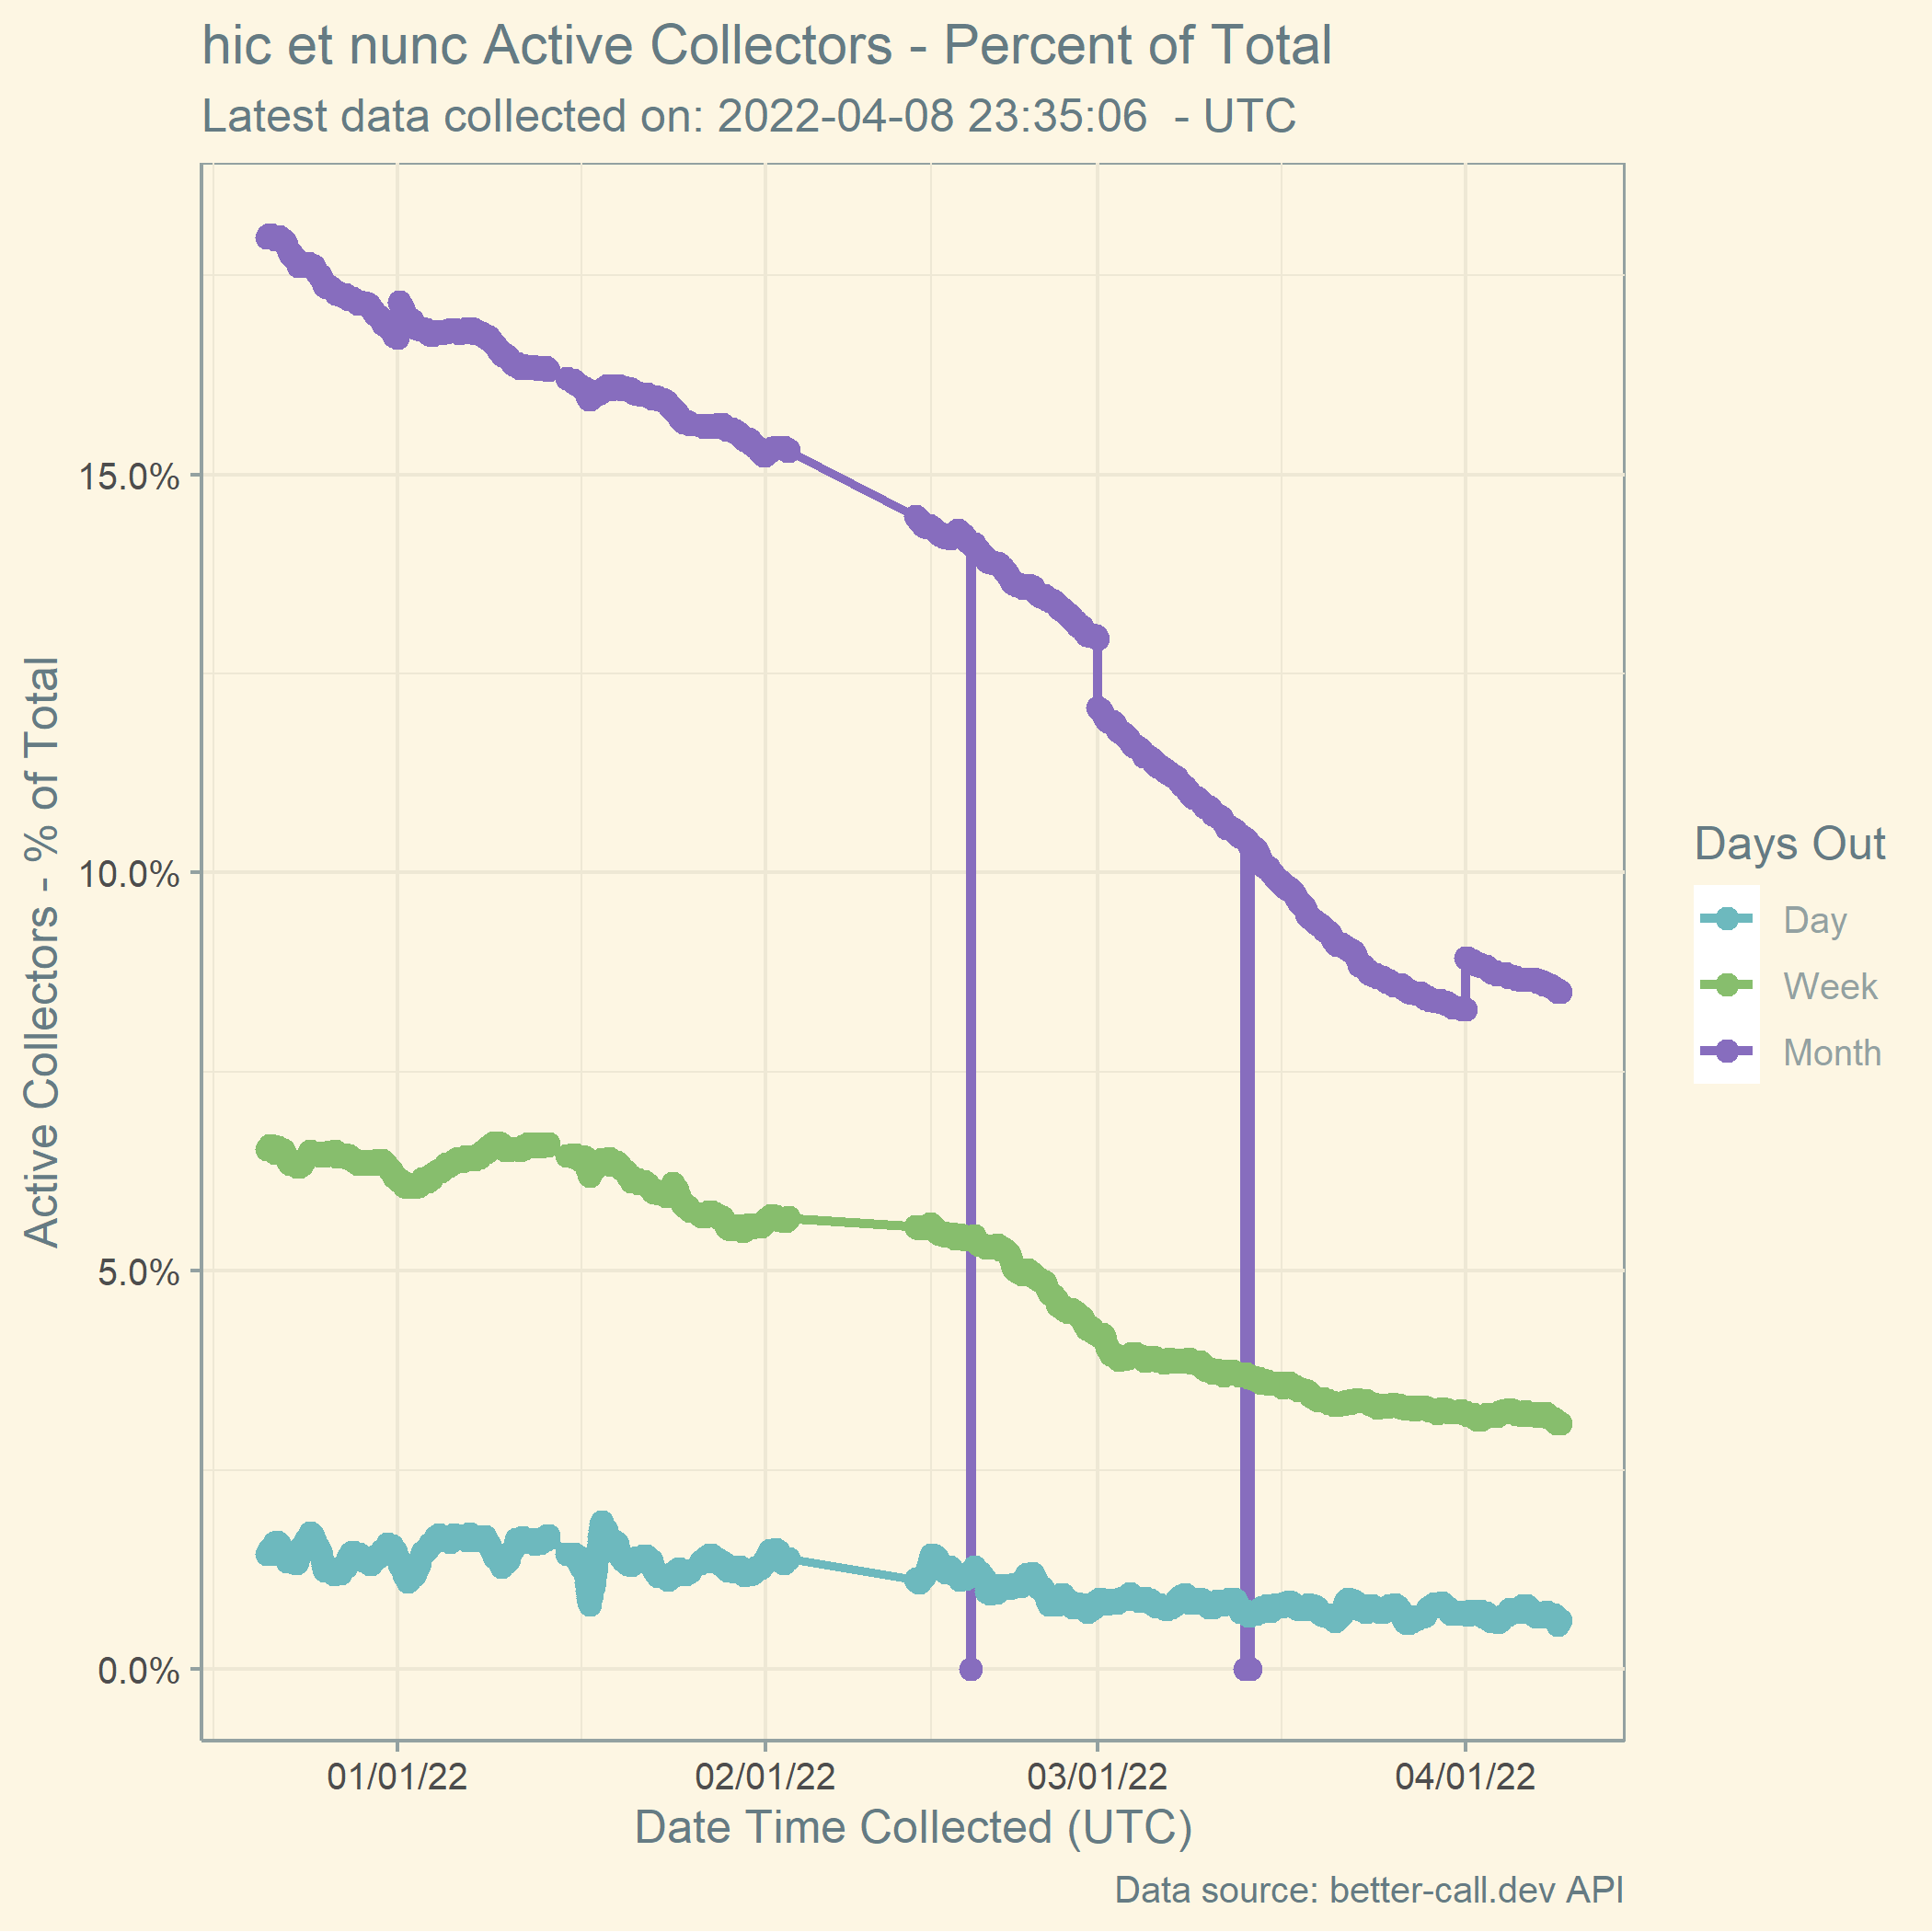 hic et nunc Active Collectors - Percent of Total
Latest data collected on: 2022-04-08 23:35:06  - UTC
Active Collectors - % of Total
15.0%
10.0%
5.0%
0.0%
01/01/22
02/01/22
03/01/22
04/01/22
Date Time Collected (UTC)
Days Out
Day
Week
Month
Data source: better-call.dev API